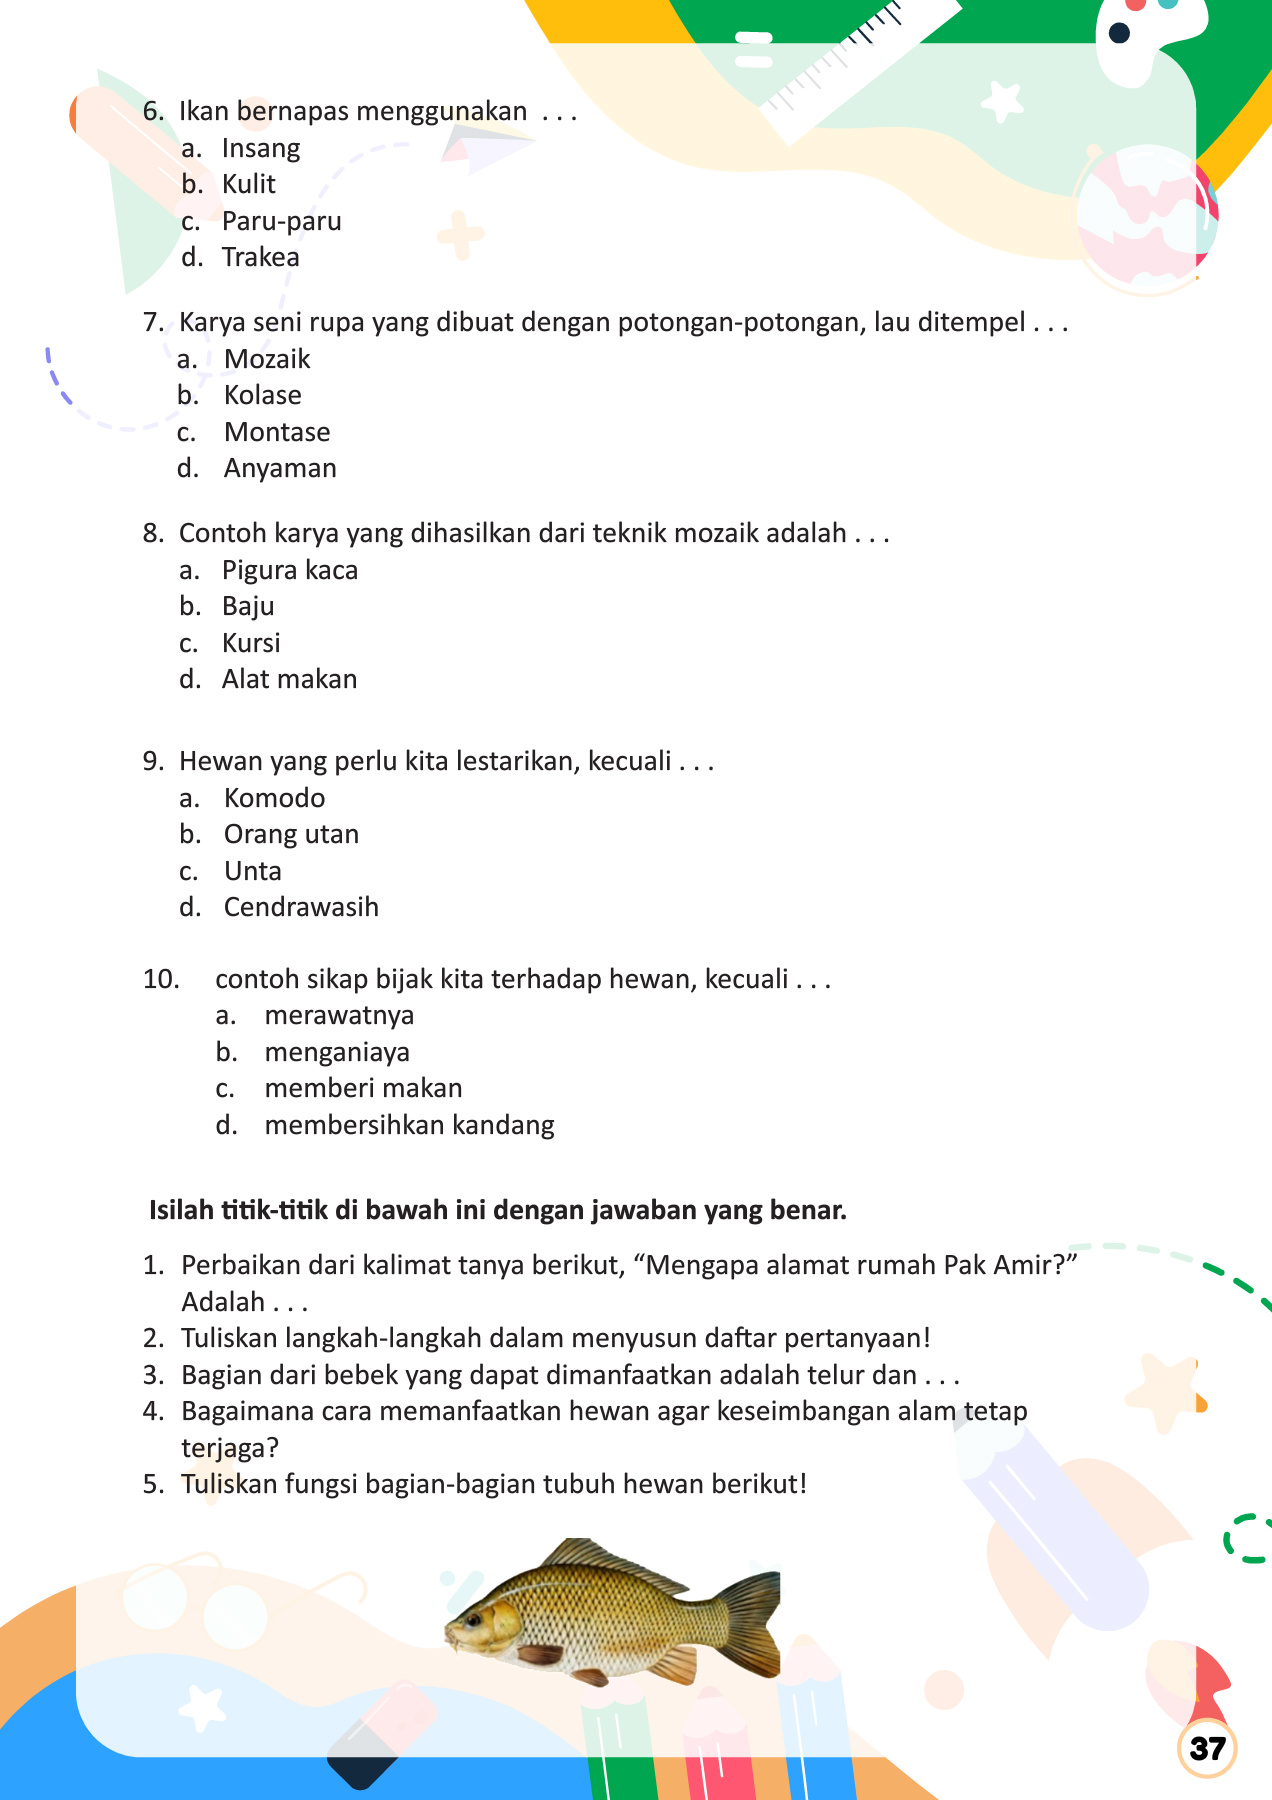 6. Ikan bernapas menggunakan . . .
a. Insang
b. Kulit
c. Paru-paru
d. Trakea
7. Karya seni rupa yang dibuat dengan potongan-potongan, lau ditempel . . .
a. Mozaik
b. Kolase
c. Montase
d. Anyaman
8. Contoh karya yang dihasilkan dari teknik mozaik adalah . . .
a. Pigura kaca
b. Baju
c. Kursi
d. Alat makan
9. Hewan yang perlu kita lestarikan, kecuali . . .
a. Komodo
b. Orang utan
c. Unta
d. Cendrawasih
10. contoh sikap bijak kita terhadap hewan, kecuali . . .
a. merawatnya
b. menganiaya
c. memberi makan
d. membersihkan kandang
Isilah titik-titik di bawah ini dengan jawaban yang benar.
1. Perbaikan dari kalimat tanya berikut, “Mengapa alamat rumah Pak Amir?”
Adalah . . .
2. Tuliskan langkah-langkah dalam menyusun daftar pertanyaan!
3. Bagian dari bebek yang dapat dimanfaatkan adalah telur dan . . .
4. Bagaimana cara memanfaatkan hewan agar keseimbangan alam tetap
terjaga?
5. Tuliskan fungsi bagian-bagian tubuh hewan berikut!
37